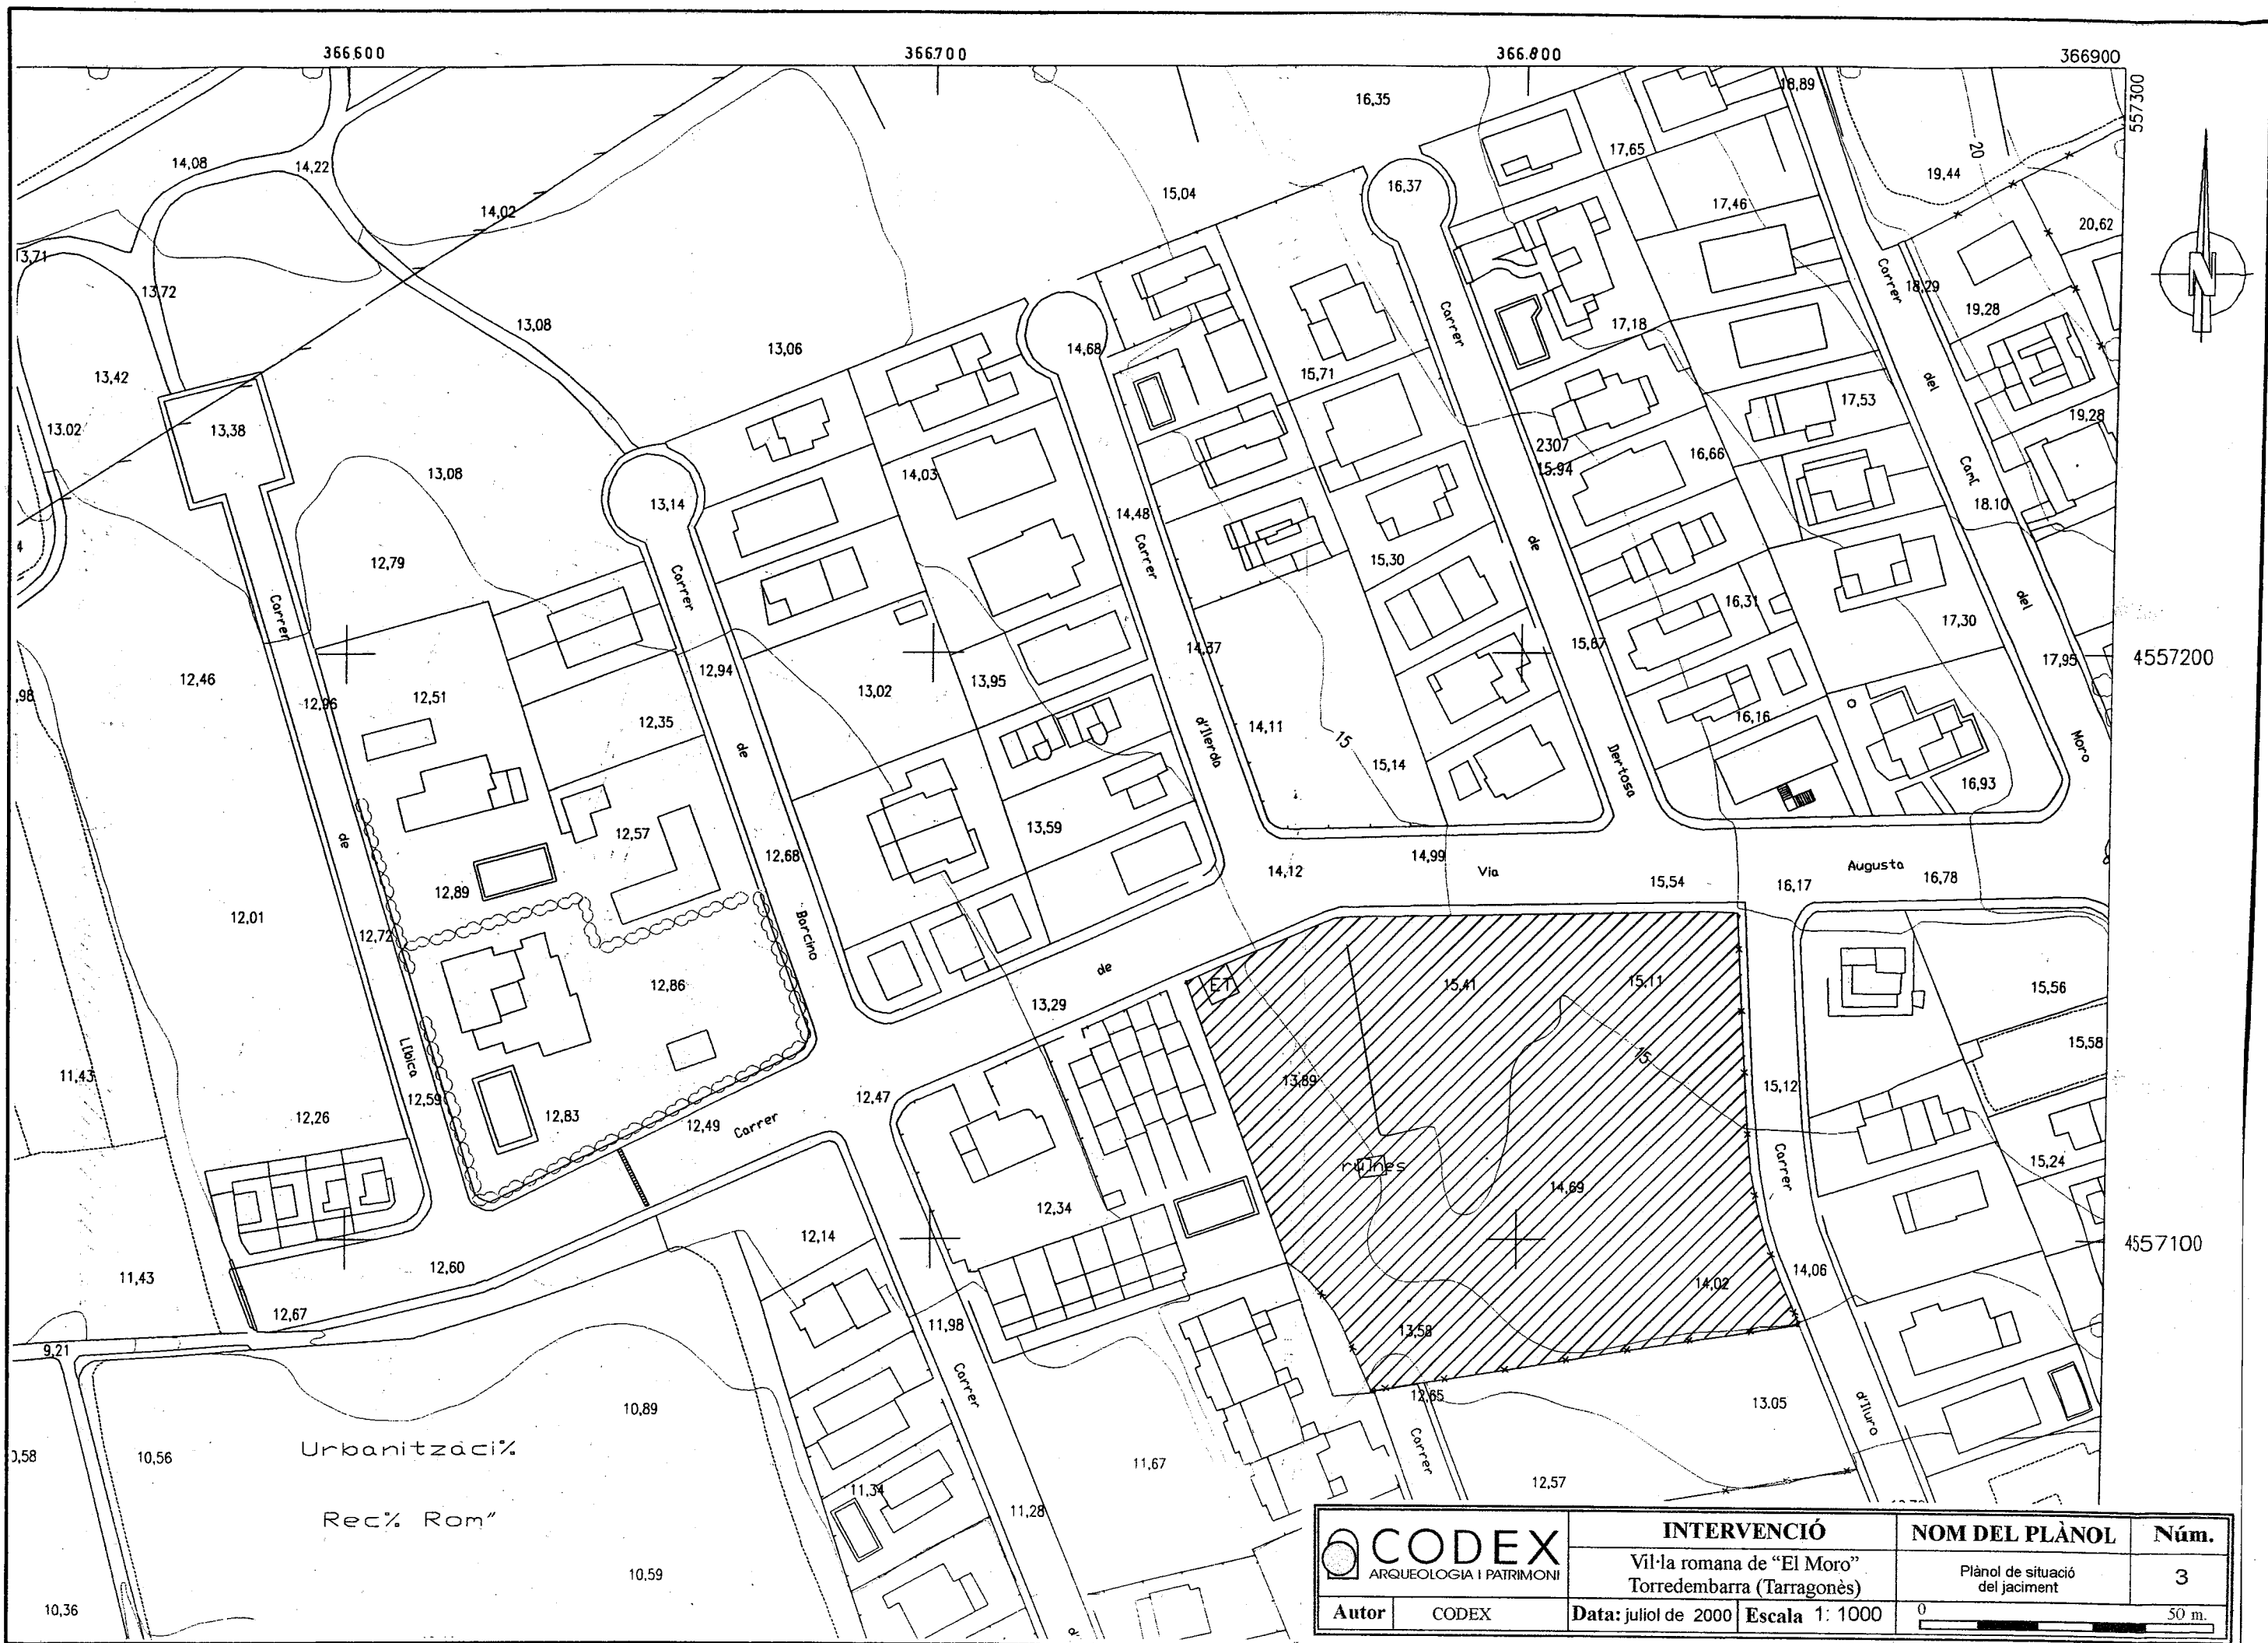 366600 366700 366800 366900
557300
16,35 18,89
14,08 14,22 17,65 19,44 20
14,02 15,04 16,37 17,46 20,62
13,72
13,08 13,06 14,68 17,18 18,29 19,28
13,42 15,71 17,53
13.02 13,38 19,28
13,08 14,03 2307 16,66
15.94
13,14 14,48 18.10
12,79 15,30 16,31 17,30
Carrer de Llbica
Carrer de Barcino
Carrer d'Ilerda
Carrer de Dertosa
Carrer del Camí del Moro
12,46 12,96 12,51 12,94 13,02 13,95 14,37 15,67 17,95 4557200
12,35 14,11 15 15,14 16,16
16,93
12,57 13,59
12,89 12,68 14,12 14,99 Via 15,54 16,17 Augusta 16,78
12,01 12,72
12,86 13,29 de ET 15,41 15,11 15,56
11,43 15 15,58
12,26 12,59 12,83 12,49 Carrer 12,47 13,89 15,12
ruïnes 15,24
12,34 14,69
11,43 12,60 12,14 14,02 14,06 4557100
12,67 11,98 13,58
9,21
10,89 12,65 13.05
Carrer
Carrer
Carrer d'Iluro
10,56 11,67 12,57
11,34 11,28
Urbanitzàci%
Rec% Rom"
10,59
10,36
N
CODEX
ARQUEOLOGIA I PATRIMONI
INTERVENCIÓ
Vil·la romana de “El Moro”
Torredembarra (Tarragonès)
NOM DEL PLÀNOL
Plànol de situació
del jaciment
Núm.
3
Autor CODEX Data: juliol de 2000 Escala 1: 1000 0 50 m.